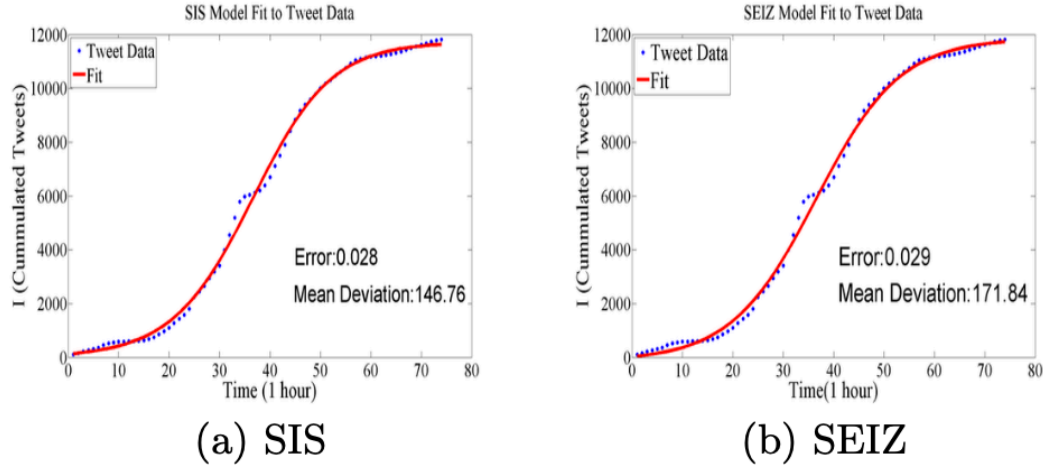 SIS Model Fit to Tweet Data
12000
10000
8000
6000
4000
2000
0
I (Cummulated Tweets)
Tweet Data
Fit
Error:0.028
Mean Deviation:146.76
0 10 20 30 40 50 60 70 80
Time (1 hour)
(a) SIS
SEIZ Model Fit to Tweet Data
12000
10000
8000
6000
4000
2000
0
I (Cummulated Tweets)
Tweet Data
Fit
Error:0.029
Mean Deviation:171.84
0 10 20 30 40 50 60 70 80
Time(1 hour)
(b) SEIZ